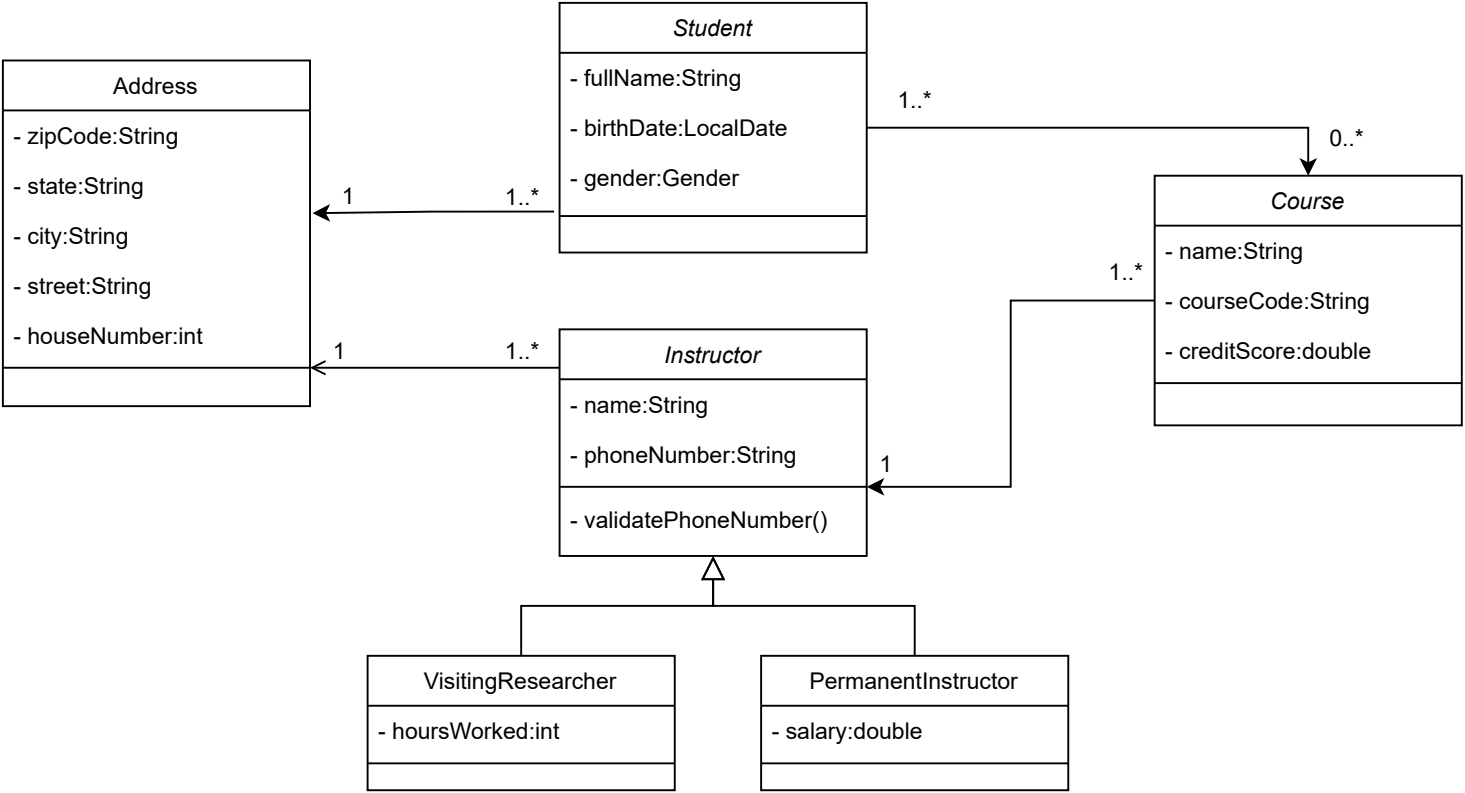 Student
- fullName:String
- birthDate:LocalDate
- gender:Gender
Address
- zipCode:String
- state:String
- city:String
- street:String
- houseNumber:int
1
1..*
1..*
0..*
Course
- name:String
- courseCode:String
- creditScore:double
1..*
1
1
1..*
Instructor
- name:String
- phoneNumber:String
- validatePhoneNumber()
VisitingResearcher
- hoursWorked:int
PermanentInstructor
- salary:double